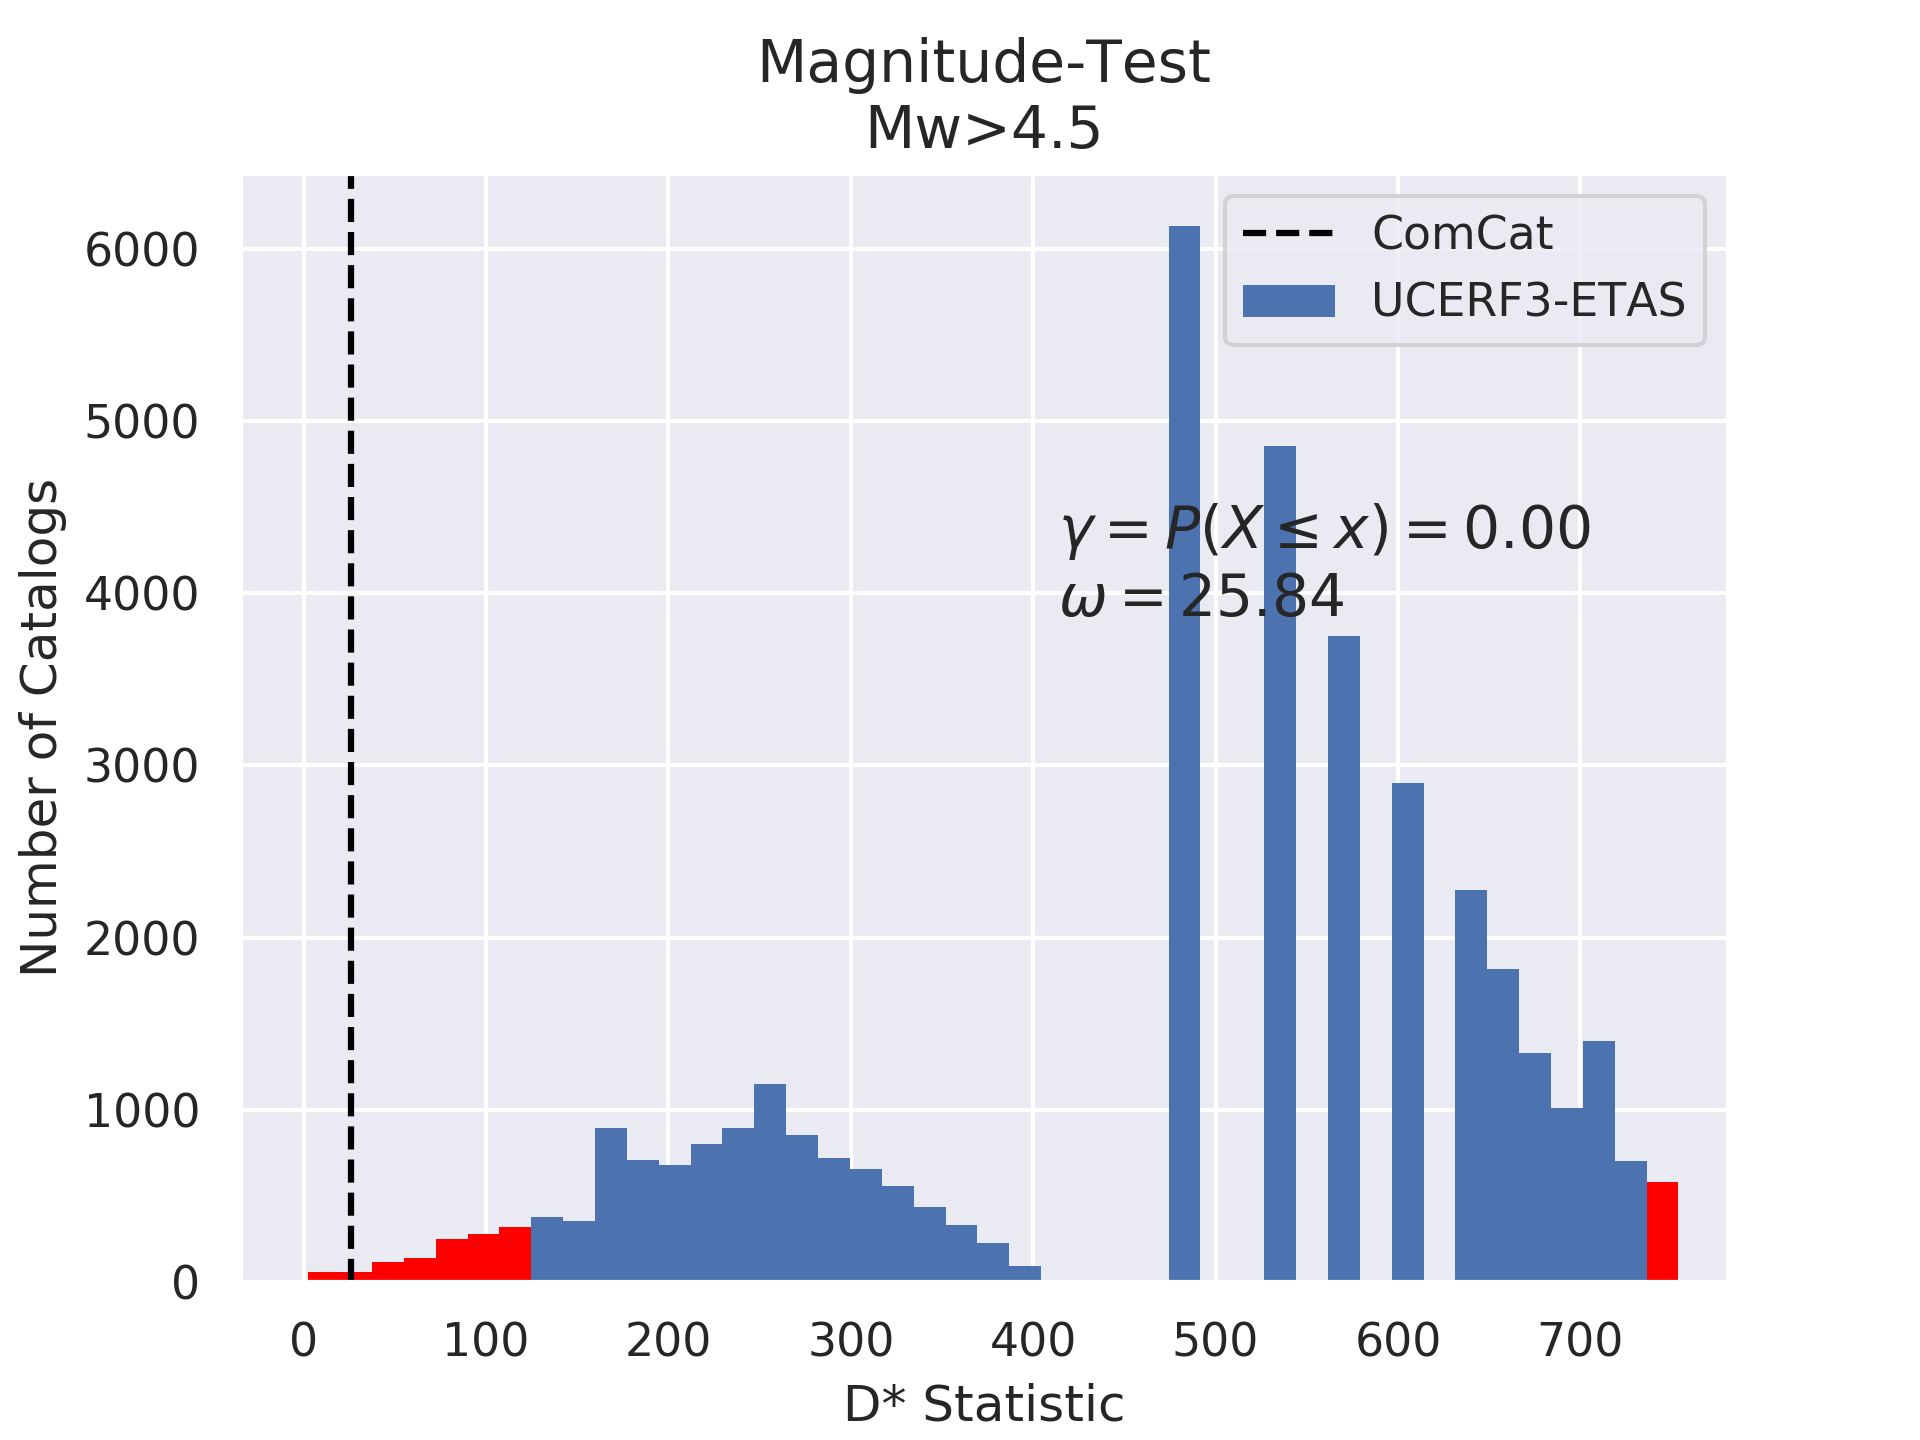 Magnitude-Test
Mw>4.5
Number of Catalogs
6000
5000
4000
3000
2000
1000
0
ComCat
UCERF3-ETAS
γ = P(X ≤ x) = 0.00
ω = 25.84
0 100 200 300 400 500 600 700
D* Statistic